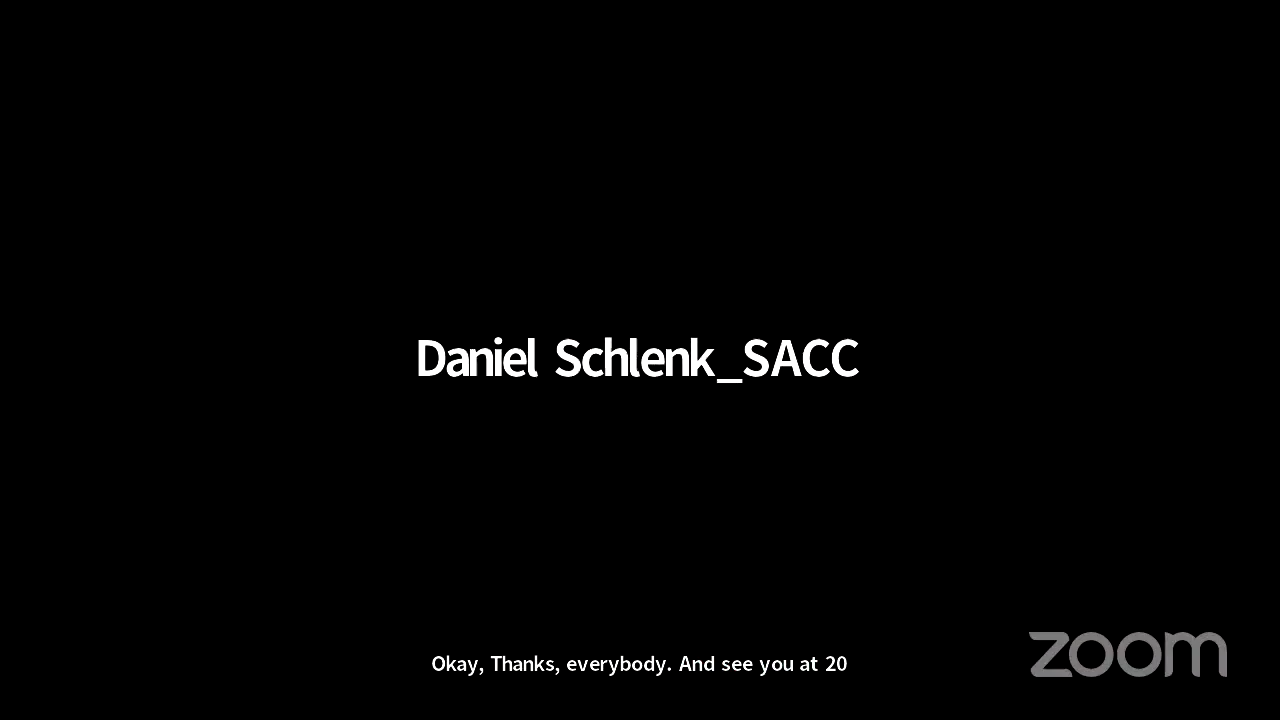 Daniel Schlenk_SACC
Okay, Thanks, everybody. And see you at 20
zoom